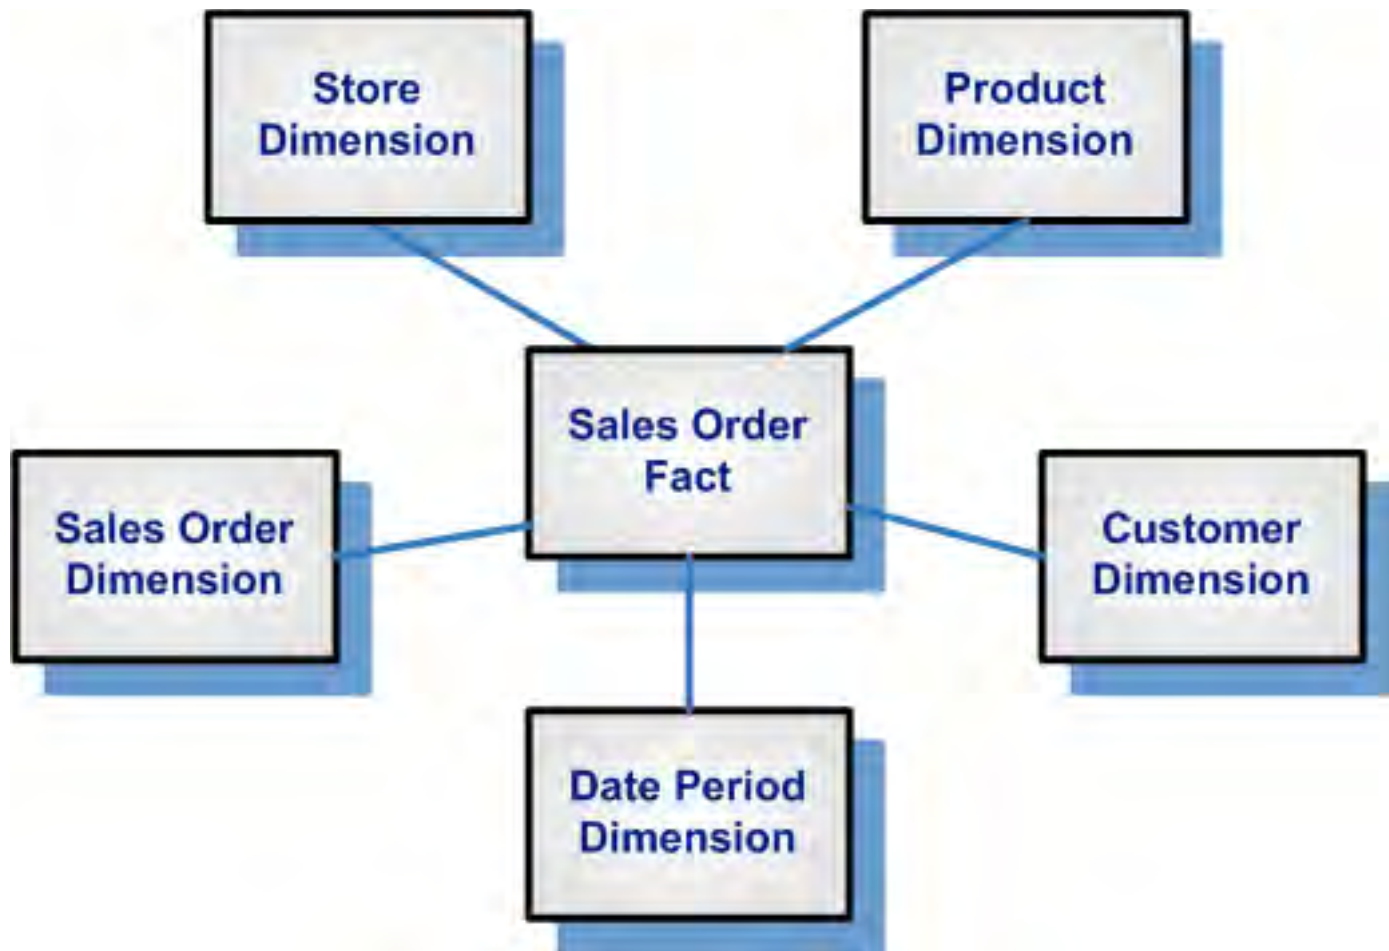 Store
Dimension
Product
Dimension
Sales Order
Fact
Sales Order
Dimension
Customer
Dimension
Date Period
Dimension